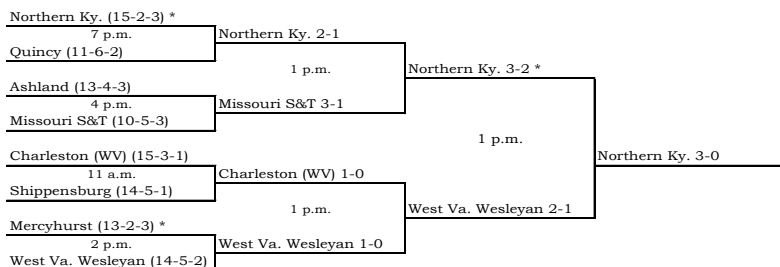 Northern Ky. (15-2-3) *
7 p.m.
Quincy (11-6-2)
Northern Ky. 2-1
1 p.m.
Ashland (13-4-3)
4 p.m.
Missouri S&T (10-5-3)
Missouri S&T 3-1
Northern Ky. 3-2 *
1 p.m.
Charleston (WV) (15-3-1)
11 a.m.
Shippensburg (14-5-1)
Charleston (WV) 1-0
1 p.m.
Mercyhurst (13-2-3) *
2 p.m.
West Va. Wesleyan (14-5-2)
West Va. Wesleyan 1-0
West Va. Wesleyan 2-1
Northern Ky. 3-0